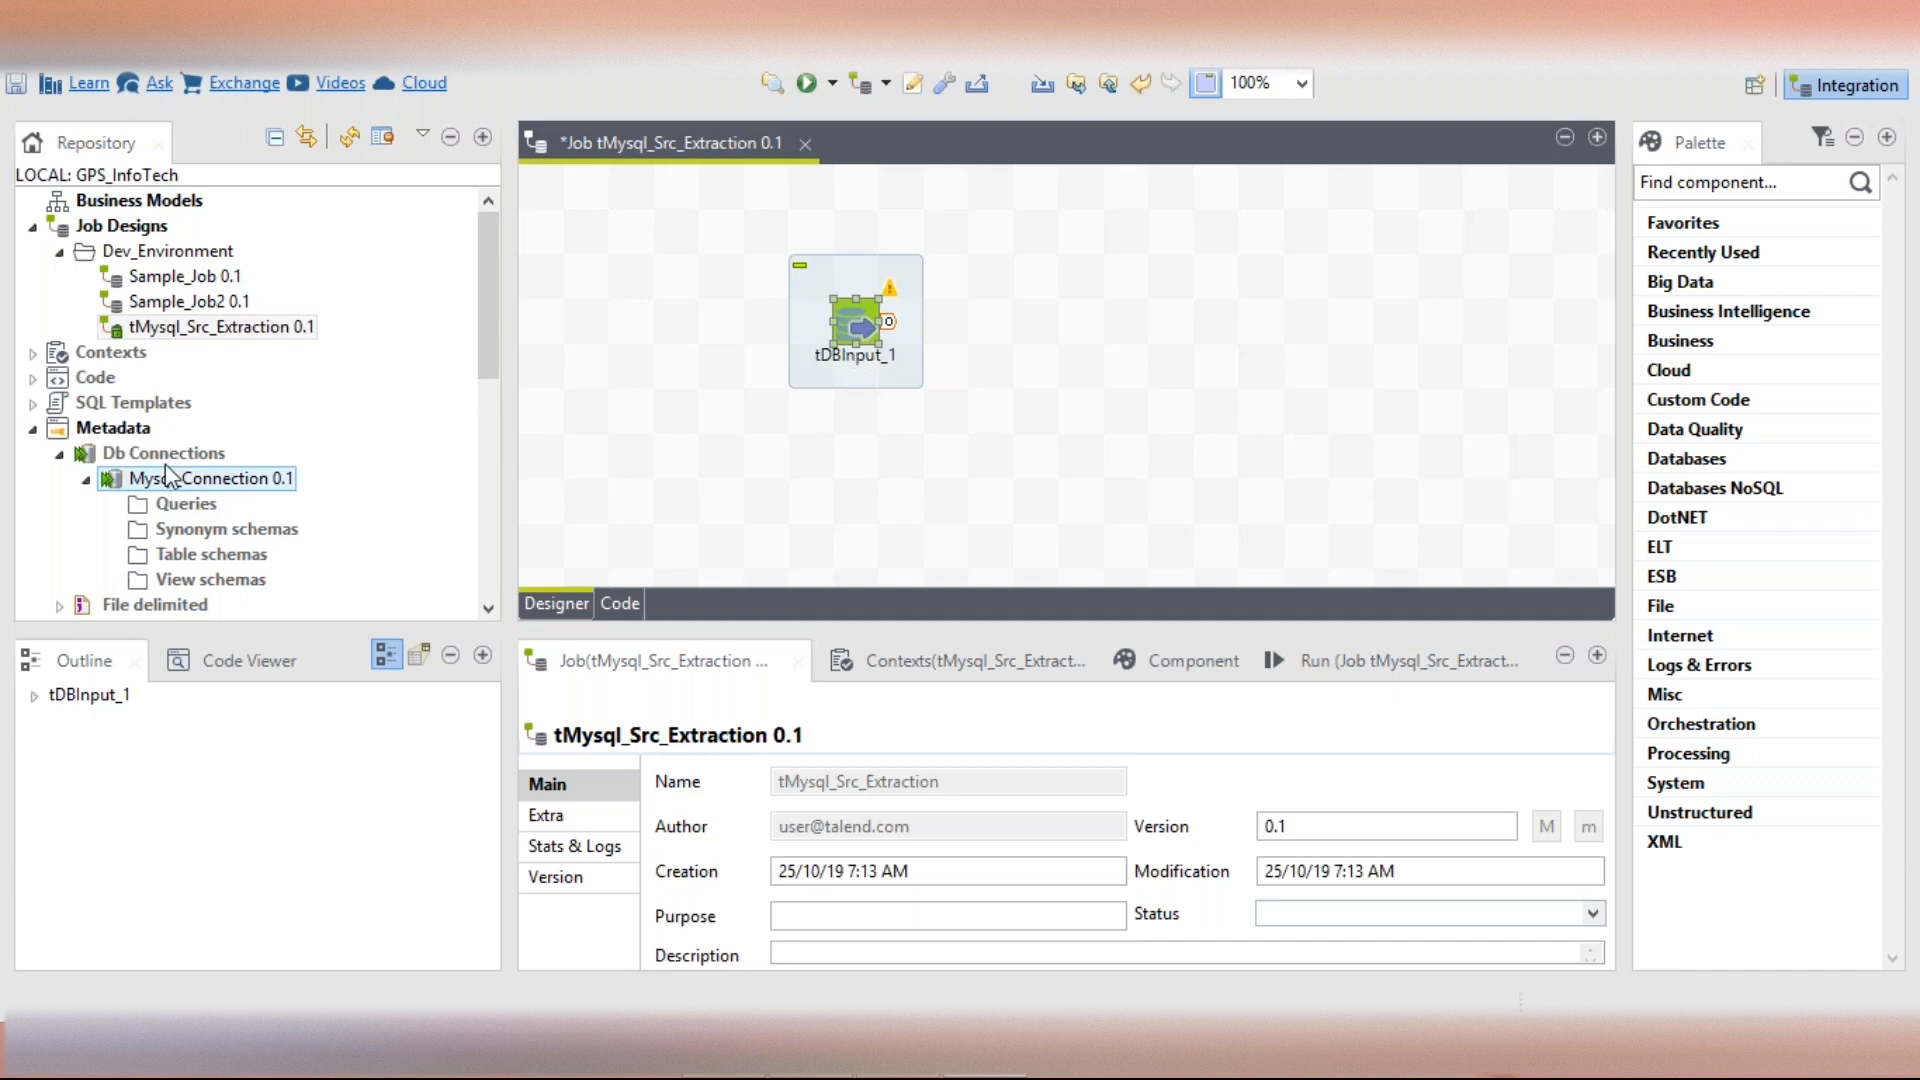 Learn Ask Exchange Videos Cloud
100%
Integration
Repository
LOCAL: GPS_InfoTech
Business Models
Job Designs
Dev_Environment
Sample_Job 0.1
Sample_Job2 0.1
tMysql_Src_Extraction 0.1
Contexts
Code
SQL Templates
Metadata
Db Connections
Connection 0.1
Queries
Synonym schemas
Table schemas
View schemas
File delimited
*Job tMysql_Src_Extraction 0.1
O
tDBInput_1
Designer Code
Palette
Find component...
Favorites
Recently Used
Big Data
Business Intelligence
Business
Cloud
Custom Code
Data Quality
Databases
Databases NoSQL
DotNET
ELT
ESB
File
Internet
Logs & Errors
Misc
Orchestration
Processing
System
Unstructured
XML
Outline Code Viewer
tDBInput_1
Job(tMysql_Src_Extraction ... Contexts(tMysql_Src_Extract... Component Run (Job tMysql_Src_Extract...
tMysql_Src_Extraction 0.1
Main
Extra
Stats & Logs
Version
Name tMysql_Src_Extraction
Author user@talend.com Version 0.1 M m
Creation 25/10/19 7:13 AM Modification 25/10/19 7:13 AM
Purpose Status
Description